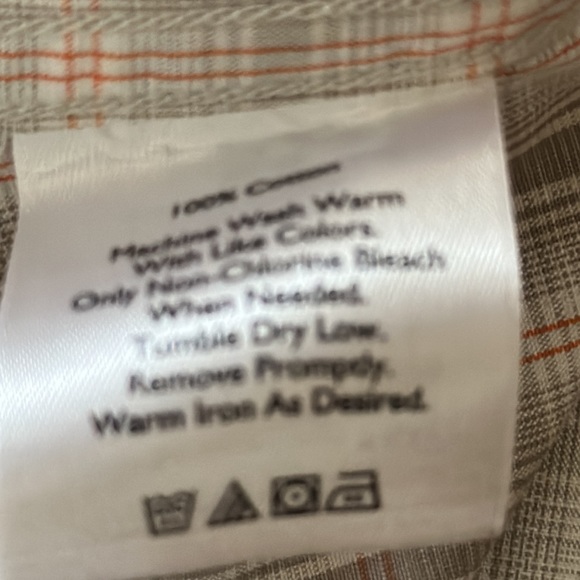 100% Cotton
Machine Wash Warm
With Like Colors.
Only Non-Chlorine Bleach
When Needed.
Tumble Dry Low.
Remove Promptly.
Warm Iron As Desired.